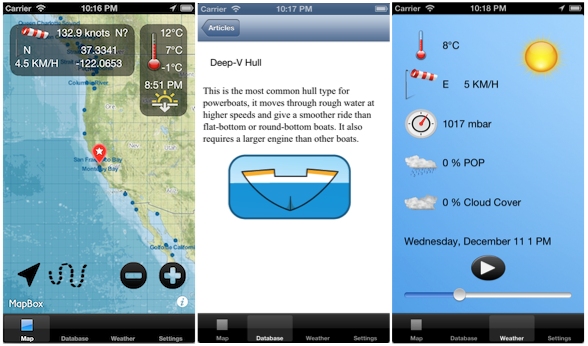 Carrier 10:16 PM
132.9 knots N?
N 37.3341
4.5 KM/H -122.0653
12°C
7°C
-1°C
8:51 PM
Columbia River
San Francisco Bay
Monterey Bay
Golfo de California
MapBox
i
Map Database Weather Settings
Carrier 10:17 PM
Articles
Deep-V Hull
This is the most common hull type for
powerboats, it moves through rough water at
higher speeds and give a smoother ride than
flat-bottom or round-bottom boats. It also
requires a larger engine than other boats.
Map Database Weather Settings
Carrier 10:18 PM
8°C
E 5 KM/H
1017 mbar
0 % POP
0 % Cloud Cover
Wednesday, December 11 1 PM
Map Database Weather Settings